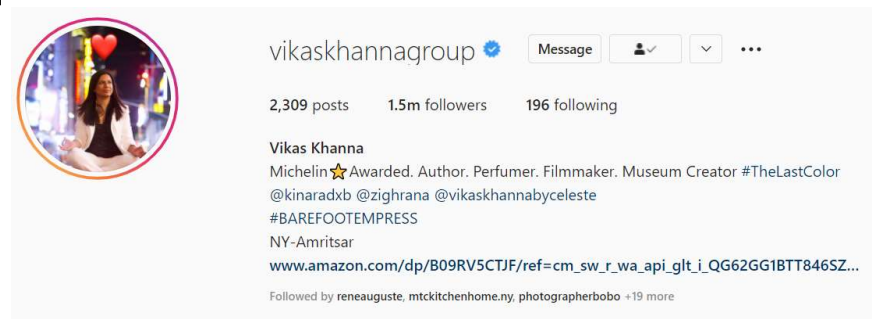 vikaskhannagroup Message
2,309 posts 1.5m followers 196 following
Vikas Khanna
Michelin⭐Awarded. Author. Perfumer. Filmmaker. Museum Creator #TheLastColor
@kinaradxb @zighrana @vikaskhannabyceleste
#BAREFOOTEMPRESS
NY-Amritsar
www.amazon.com/dp/B09RV5CTJF/ref=cm_sw_r_wa_api_glt_i_QG62GG1BTT846SZ...
Followed by reneauguste, mtckitchenhome.ny, photographerbobo +19 more